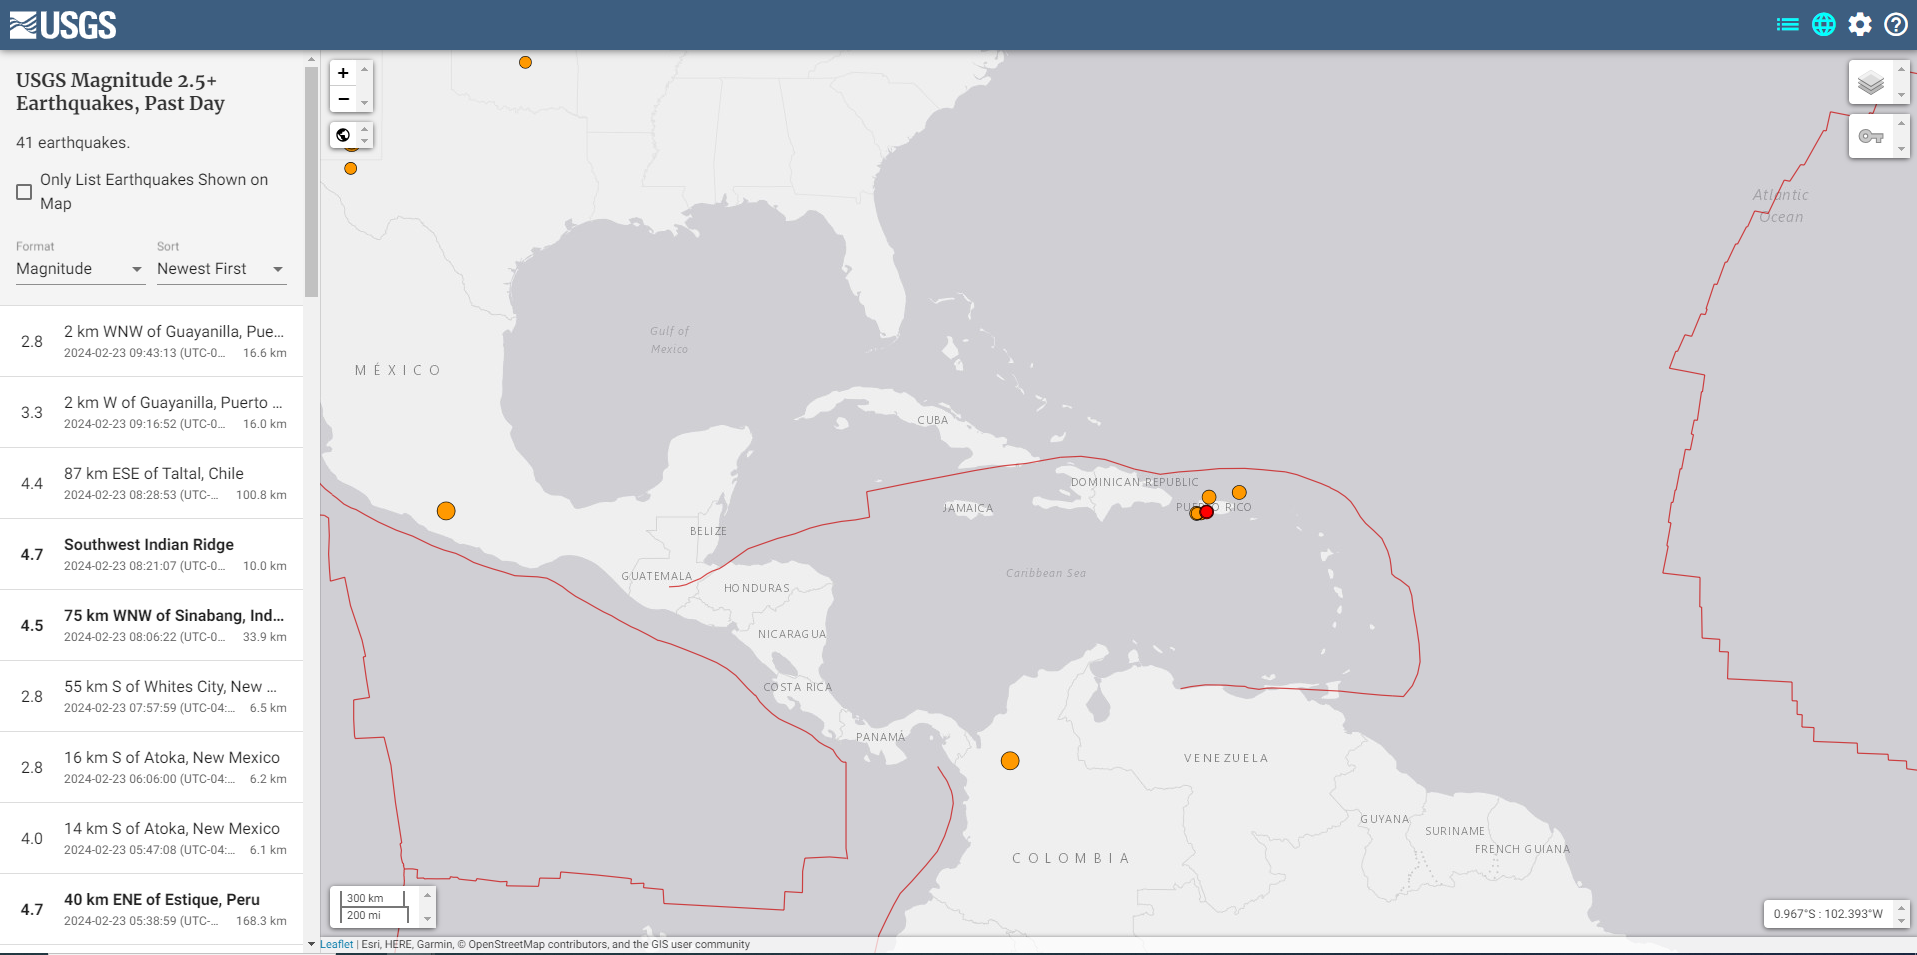 USGS
USGS Magnitude 2.5+
Earthquakes, Past Day
41 earthquakes.
Only List Earthquakes Shown on
Map
Format
Sort
Magnitude
Newest First
2.8
2 km WNW of Guayanilla, Pue...
2024-02-23 09:43:13 (UTC-0...
16.6 km
3.3
2 km W of Guayanilla, Puerto ...
2024-02-23 09:16:52 (UTC-0...
16.0 km
4.4
87 km ESE of Taltal, Chile
2024-02-23 08:28:53 (UTC-...
100.8 km
4.7
Southwest Indian Ridge
2024-02-23 08:21:07 (UTC-0...
10.0 km
4.5
75 km WNW of Sinabang, Ind...
2024-02-23 08:06:22 (UTC-0...
33.9 km
2.8
55 km S of Whites City, New ...
2024-02-23 07:57:59 (UTC-04:...
6.5 km
2.8
16 km S of Atoka, New Mexico
2024-02-23 06:06:00 (UTC-04:...
6.2 km
4.0
14 km S of Atoka, New Mexico
2024-02-23 05:47:08 (UTC-04:...
6.1 km
4.7
40 km ENE of Estique, Peru
2024-02-23 05:38:59 (UTC-...
168.3 km
+
−
Atlantic
Ocean
Gulf of
Mexico
MÉXICO
CUBA
DOMINICAN REPUBLIC
JAMAICA
PUERTO RICO
BELIZE
Caribbean Sea
GUATEMALA
HONDURAS
NICARAGUA
COSTA RICA
PANAMÁ
VENEZUELA
GUYANA
SURINAME
FRENCH GUIANA
COLOMBIA
300 km
200 mi
0.967°S : 102.393°W
Leaflet | Esri, HERE, Garmin, © OpenStreetMap contributors, and the GIS user community